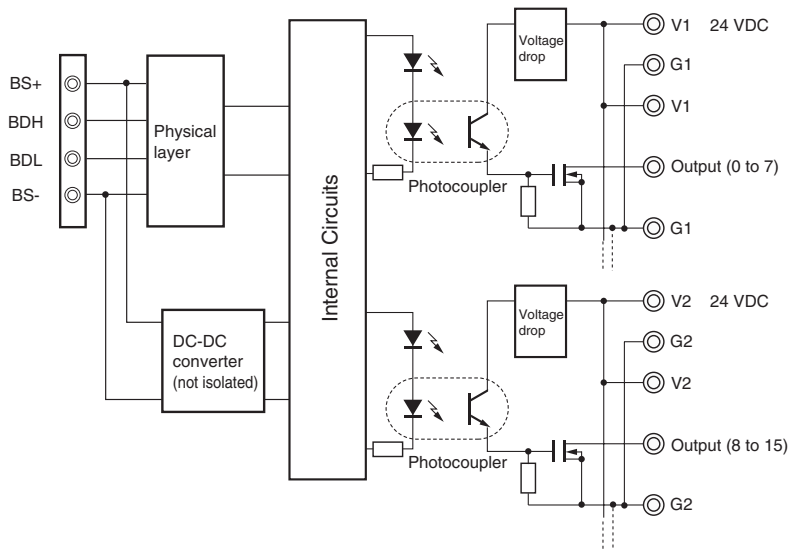 BS+
BDH
BDL
BS-
Physical
layer
DC-DC
converter
(not isolated)
Internal Circuits
Photocoupler
Voltage
drop
V1 24 VDC
G1
V1
Output (0 to 7)
G1
Photocoupler
Voltage
drop
V2 24 VDC
G2
V2
Output (8 to 15)
G2